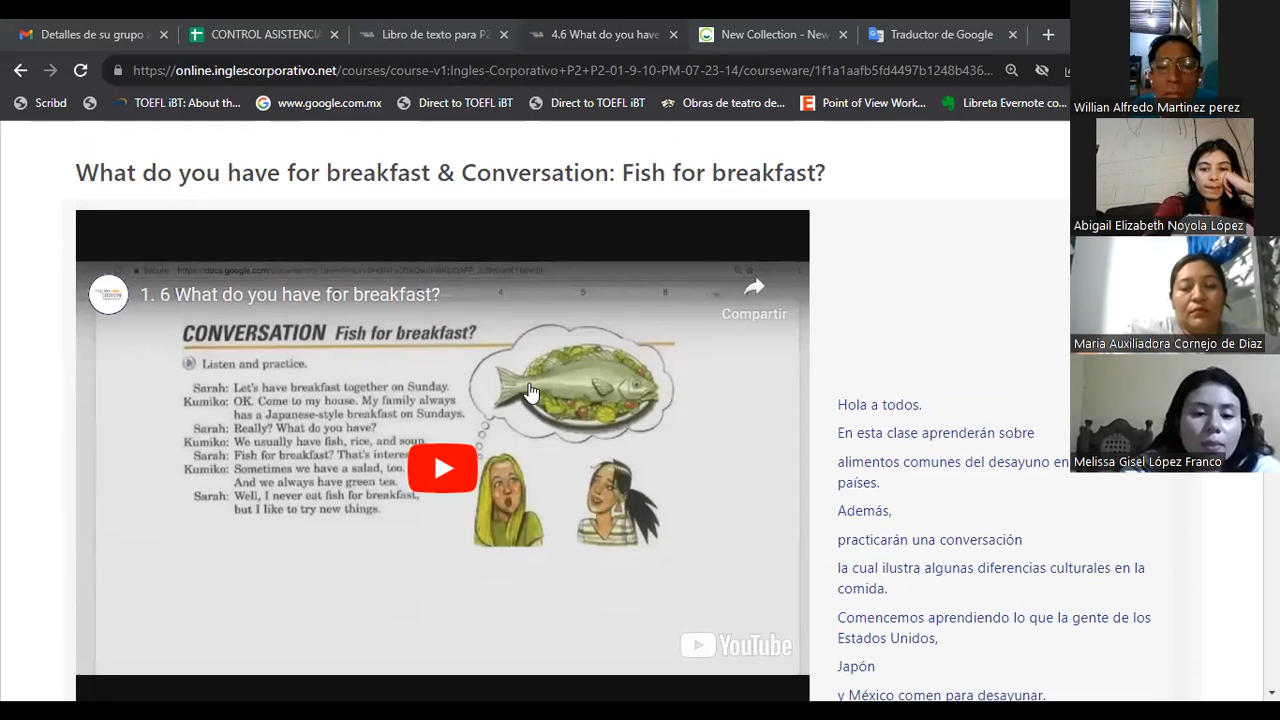 Detalles de su grupo
CONTROL ASISTENCIA
Libro de texto para P2
4.6 What do you have
New Collection - New
Traductor de Google
https://online.inglescorporativo.net/courses/course-v1:Ingles-Corporativo+P2+P2-01-9-10-PM-07-23-14/courseware/1f1a1aafb5fd4497b1248b436...
Scribd
TOEFL iBT: About th...
www.google.com.mx
Direct to TOEFL iBT
Direct to TOEFL iBT
Obras de teatro de...
Point of View Work...
Libreta Evernote co...
What do you have for breakfast & Conversation: Fish for breakfast?
1. 6 What do you have for breakfast?
Compartir
CONVERSATION Fish for breakfast?
Listen and practice.
Sarah: Let's have breakfast together on Sunday.
Kumiko: OK. Come to my house. My family always
has a Japanese-style breakfast on Sundays.
Sarah: Really? What do you have?
Kumiko: We usually have fish, rice, and soup.
Sarah: Fish for breakfast? That's
Kumiko: Sometimes we have a salad, too.
And we always have green tea.
Sarah: Well, I never eat fish for breakfast,
but I like to try new things.
YouTube
Hola a todos.
En esta clase aprenderán sobre
alimentos comunes del desayuno en
países.
Además,
practicarán una conversación
la cual ilustra algunas diferencias culturales en la
comida.
Comencemos aprendiendo lo que la gente de los
Estados Unidos,
Japón
y México comen para desayunar.
Willian Alfredo Martinez perez
Abigail Elizabeth Noyola López
Maria Auxiliadora Cornejo de Diaz
Melissa Gisel López Franco